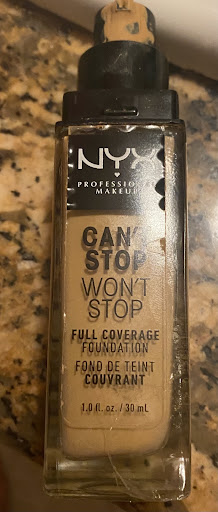 NYX
PROFESSIONAL
MAKEUP
CAN'T
STOP
WON'T
STOP
FULL COVERAGE
FOUNDATION
FOND DE TEINT
COUVRANT
1.0 fl. oz. / 30 mL